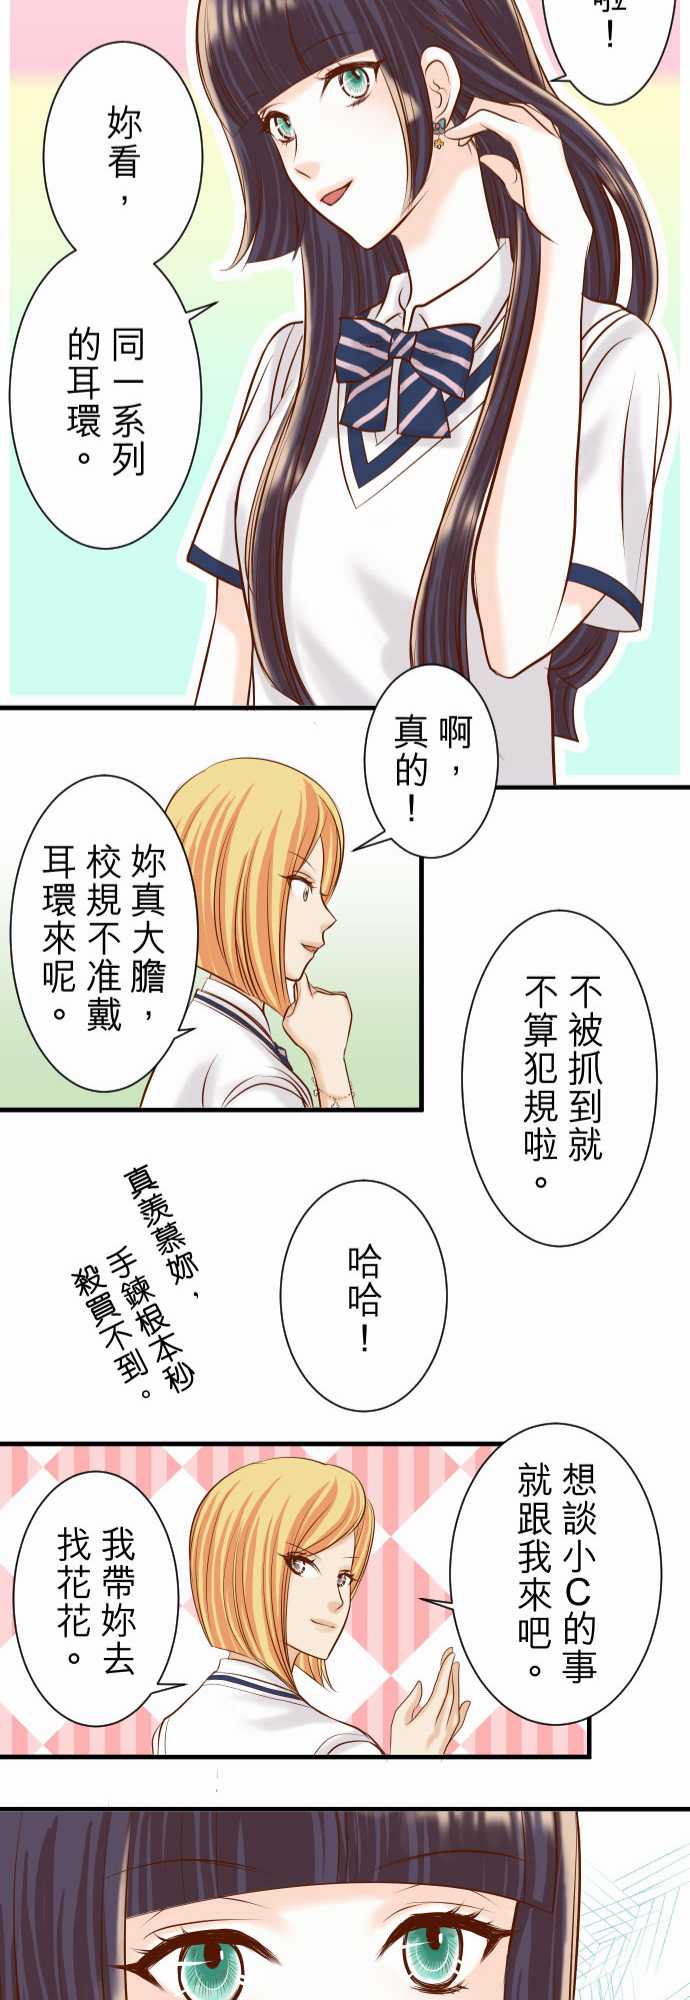 啦！
妳看，
同一系列
的耳環。
啊，
真的！
妳真大膽，
校規不准戴
耳環來呢。
不被抓到就
不算犯規啦。
哈哈！
真羨慕妳，
手鍊根本秒
殺買不到。
想談小C的事
就跟我來吧。
我帶妳去
找花花。